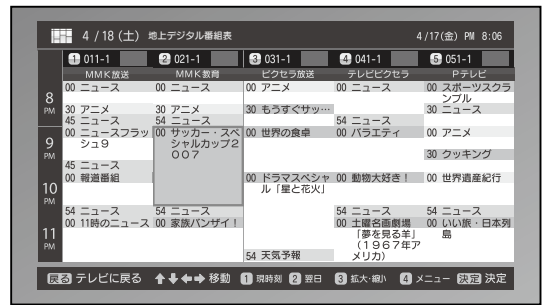 4 / 18 (土) 地上デジタル番組表
4/17(金) PM 8:06
1 011-1
2 021-1
3 031-1
4 041-1
5 051-1
MMK放送
MMK教育
ピクセラ放送
テレビピクセラ
Pテレビ
8
PM
9
PM
10
PM
11
PM
00 ニュース
30 アニメ
45 ニュース
00 ニュースフラッ
シュ9
45 ニュース
00 報道番組
54 ニュース
00 11時のニュース
00 ニュース
30 アニメ
54 ニュース
00 サッカー・スペ
シャルカップ2
007
54 ニュース
00 家族バンザイ！
00 アニメ
30 もうすぐサッ…
00 世界の食卓
00 ドラマスペシャ
ル「星と花火」
54 天気予報
00 ニュース
54 ニュース
00 バラエティ
00 動物大好き！
54 ニュース
00 土曜名画劇場
「夢を見る羊」
（1967年ア
メリカ）
00 スポーツスクラ
ンブル
30 ニュース
00 アニメ
30 クッキング
00 世界遺産紀行
54 ニュース
00 いい旅・日本列
島
戻る テレビに戻る
移動
1 現時刻
2 翌日
3 拡大・縮小
4 メニュー
決定 決定